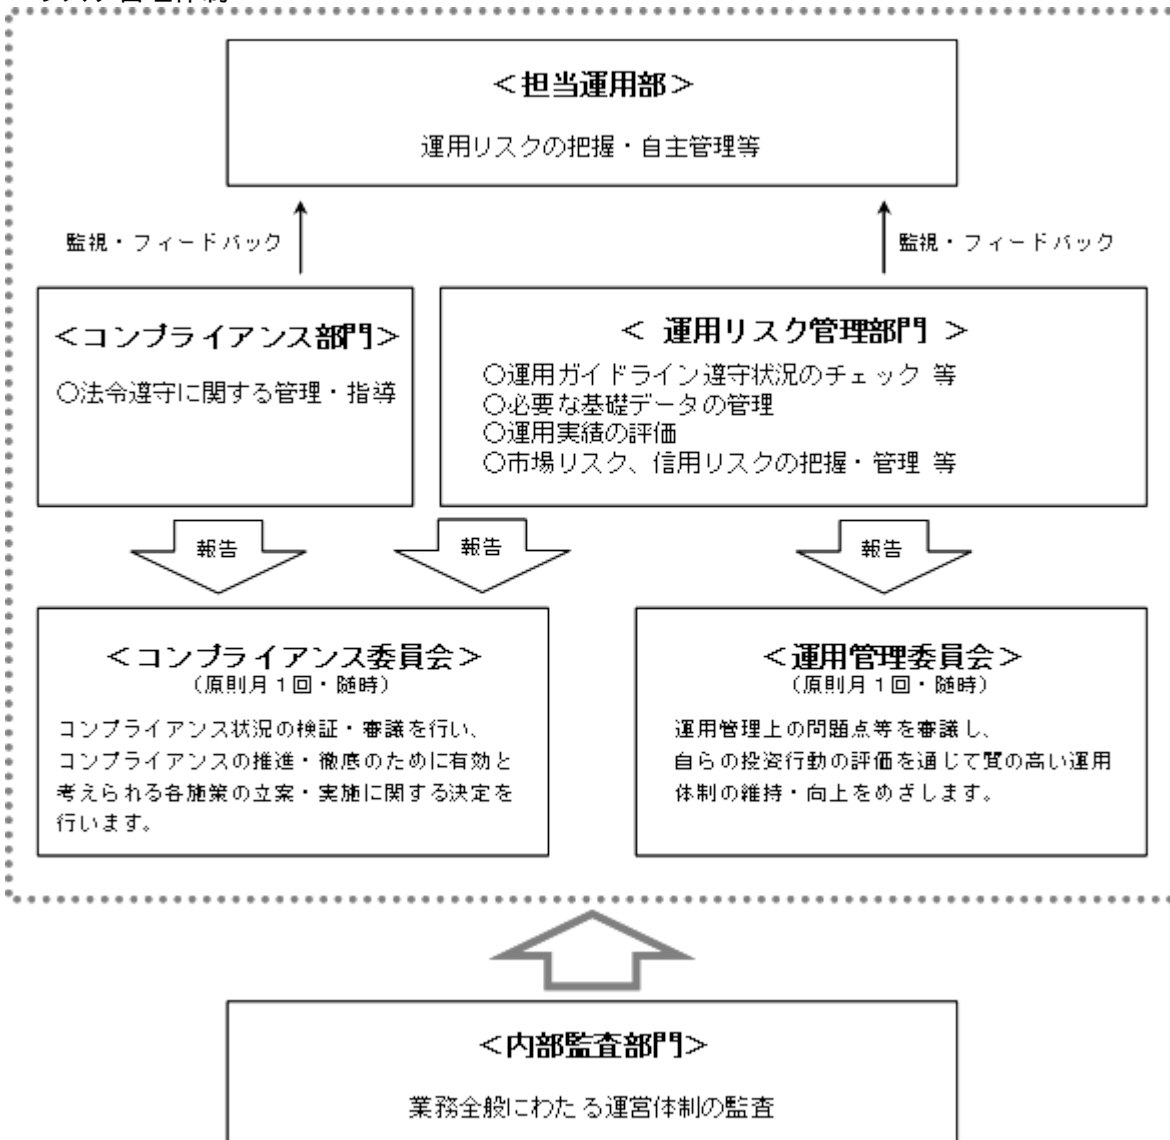 ＜担当運用部＞
運用リスクの把握・自主管理等
監視・フィードバック
監視・フィードバック
＜コンプライアンス部門＞
○法令遵守に関する管理・指導
＜ 運用リスク管理部門 ＞
○運用ガイドライン遵守状況のチェック 等
○必要な基礎データの管理
○運用実績の評価
○市場リスク、信用リスクの把握・管理 等
報告
報告
報告
＜コンプライアンス委員会＞
（原則月１回・随時）
コンプライアンス状況の検証・審議を行い、
コンプライアンスの推進・徹底のために有効と
考えられる各施策の立案・実施に関する決定を
行います。
＜運用管理委員会＞
（原則月１回・随時）
運用管理上の問題点等を審議し、
自らの投資行動の評価を通じて質の高い運用
体制の維持・向上をめざします。
＜内部監査部門＞
業務全般にわたる運営体制の監査